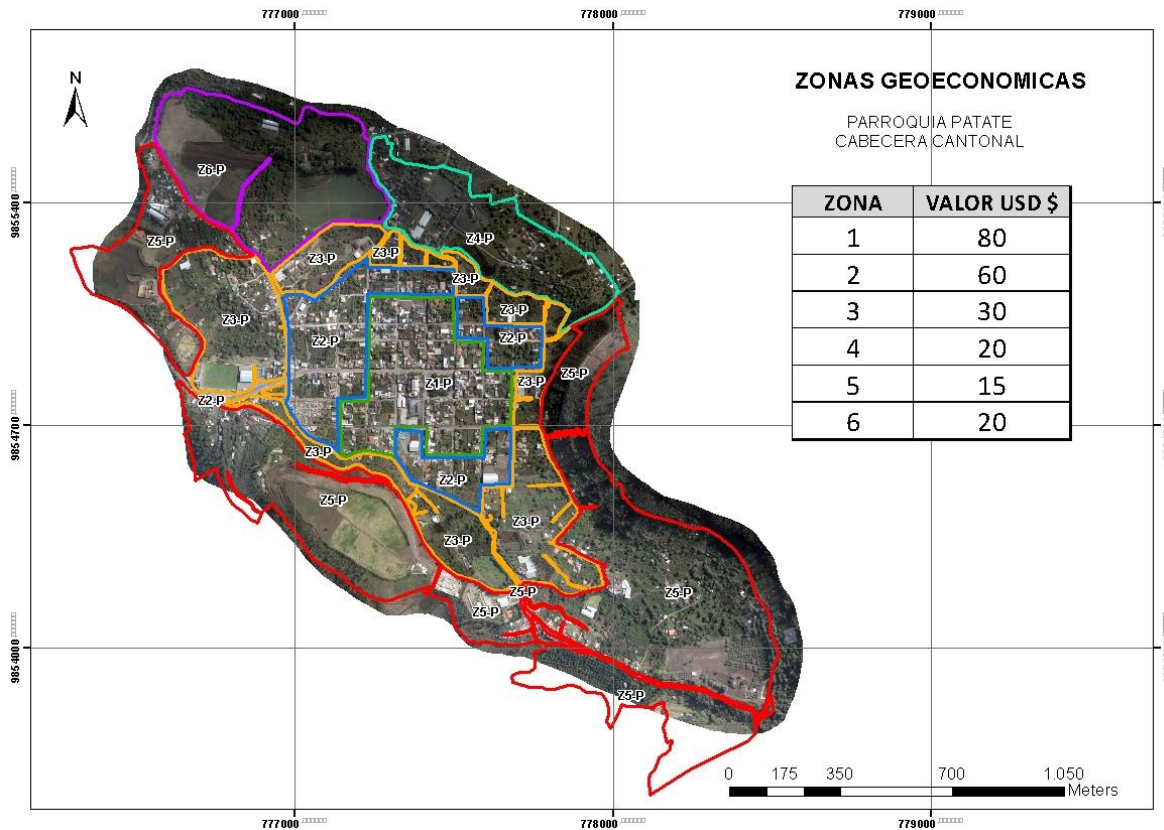 777000
778000
779000
ZONAS GEOECONOMICAS
PARROQUIA PATATE
CABECERA CANTONAL
N
ZONA VALOR USD $
1 80
2 60
3 30
4 20
5 15
6 20
9855400
9854700
9854000
Z6-P
Z5-P
Z4-P
Z3-P
Z3-P
Z3-P
Z3-P
Z3-P
Z2-P
Z2-P
Z3-P
Z5-P
Z1-P
Z2-P
Z3-P
Z2-P
Z5-P
Z3-P
Z3-P
Z5-P
Z5-P
Z5-P
Z5-P
0 175 350 700 1.050
Meters
777000
778000
779000